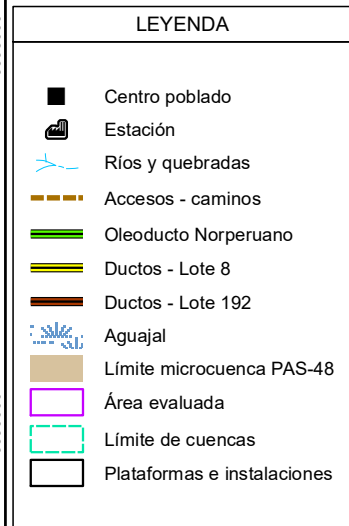 LEYENDA
Centro poblado
Estación
Ríos y quebradas
Accesos - caminos
Oleoducto Norperuano
Ductos - Lote 8
Ductos - Lote 192
Aguajal
Límite microcuenca PAS-48
Área evaluada
Límite de cuencas
Plataformas e instalaciones